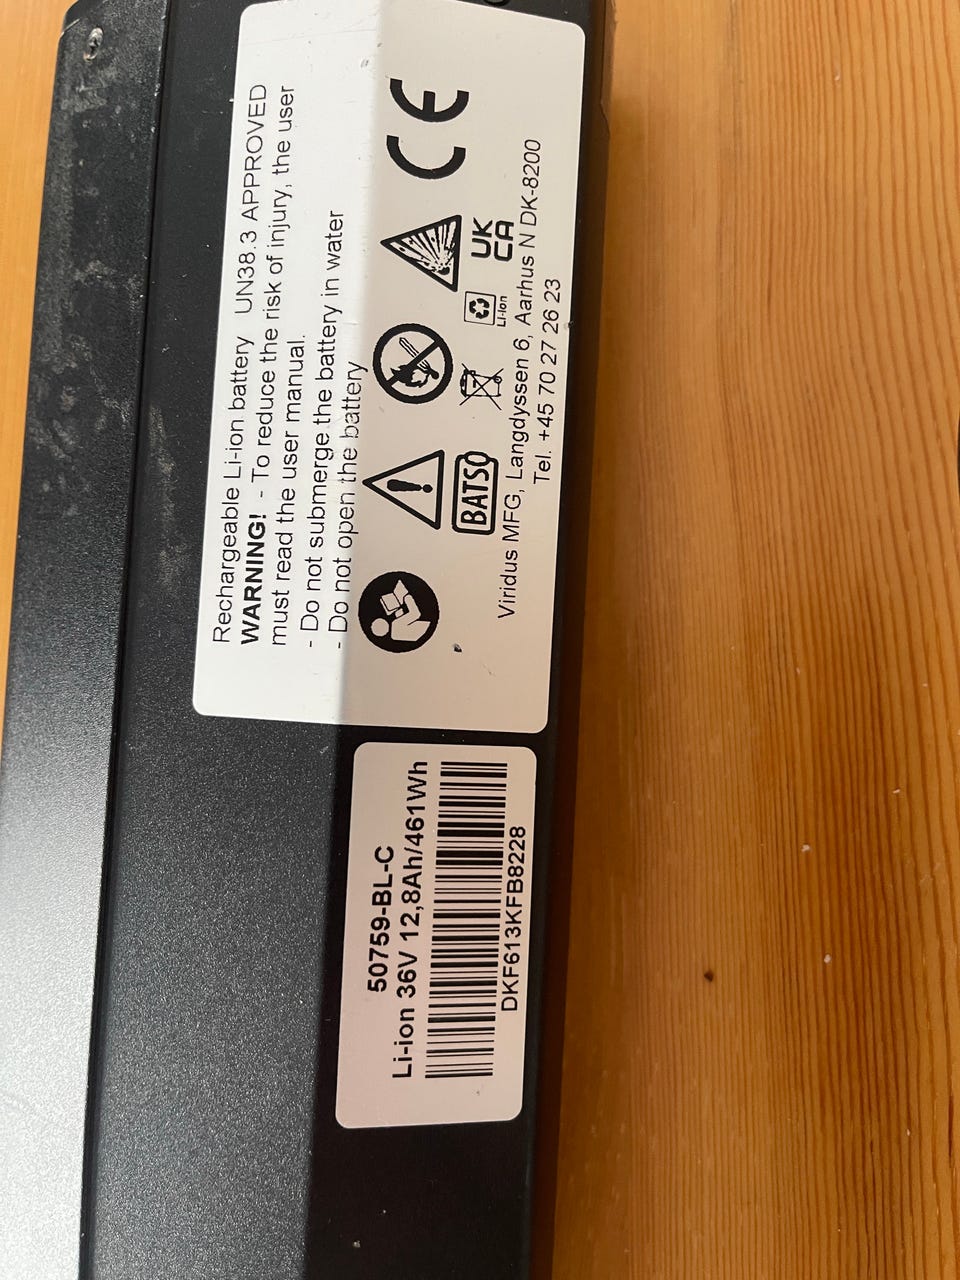 Rechargeable Li-ion battery UN38.3 APPROVED
WARNING! - To reduce the risk of injury, the user
must read the user manual.
- Do not submerge the battery in water
- Do not open the battery
CE
BATSO
Li-ion
UK
CA
Viridus MFG, Langdyssen 6, Aarhus N DK-8200
Tel. +45 70 27 26 23
50759-BL-C
Li-ion 36V 12,8Ah/461Wh
DKF613KFB8228